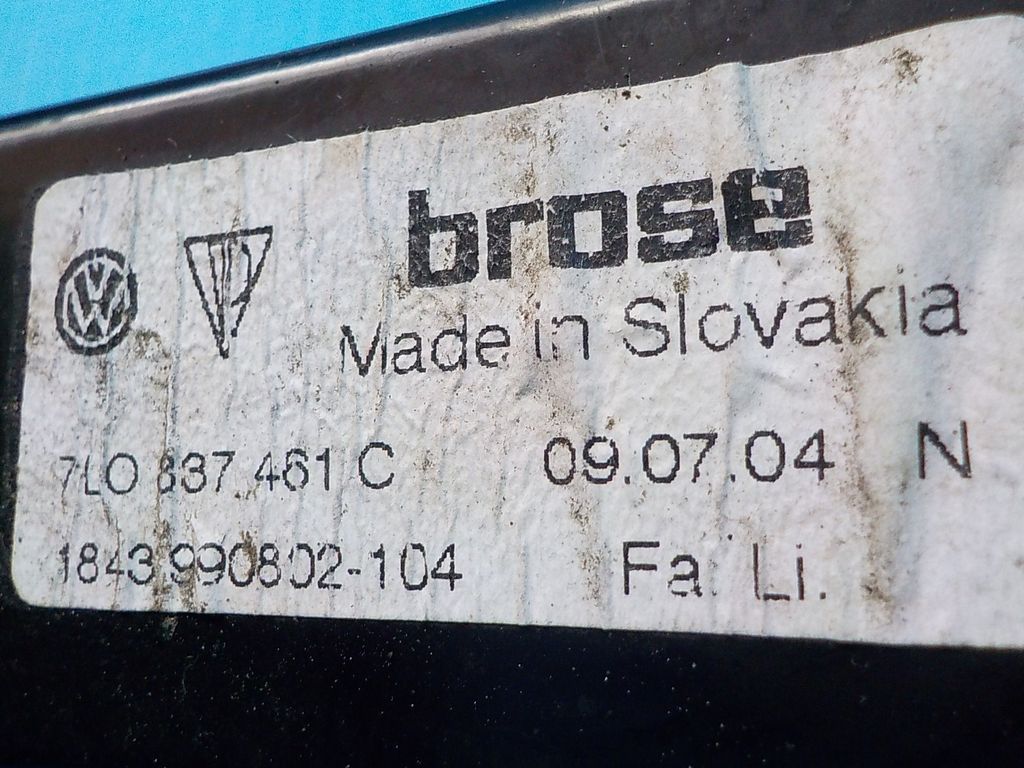 brose
Made in Slovakia
7L0 837 461 C 09.07.04 N
1843 990802-104 Fa. Li.